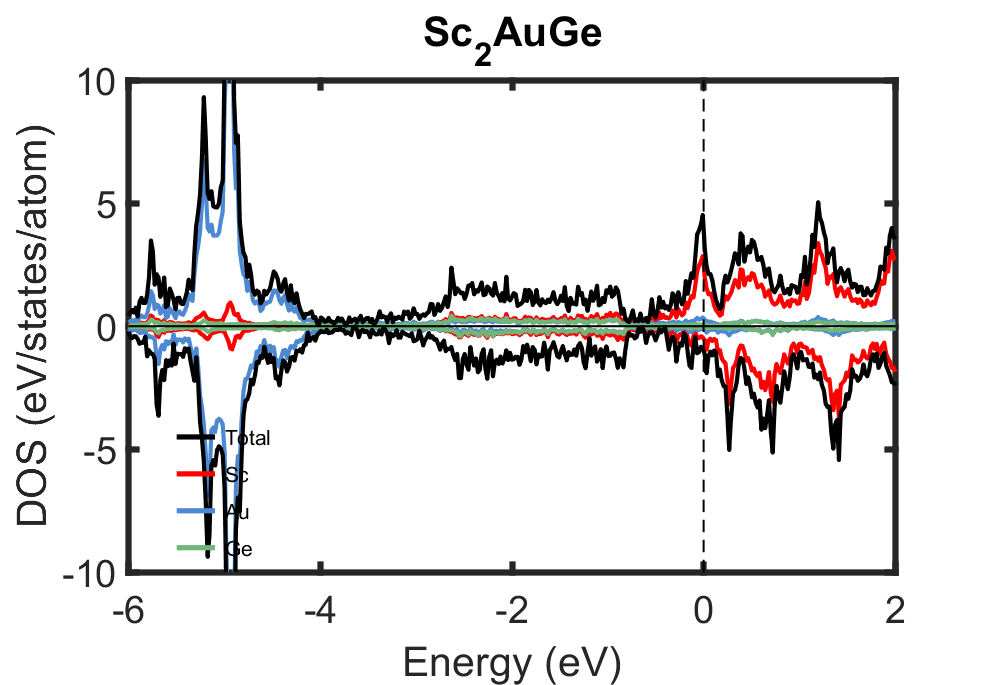 Sc₂AuGe
DOS (eV/states/atom)
10
5
0
-5
-10
Total
Sc
Au
Ge
-6 -4 -2 0 2
Energy (eV)